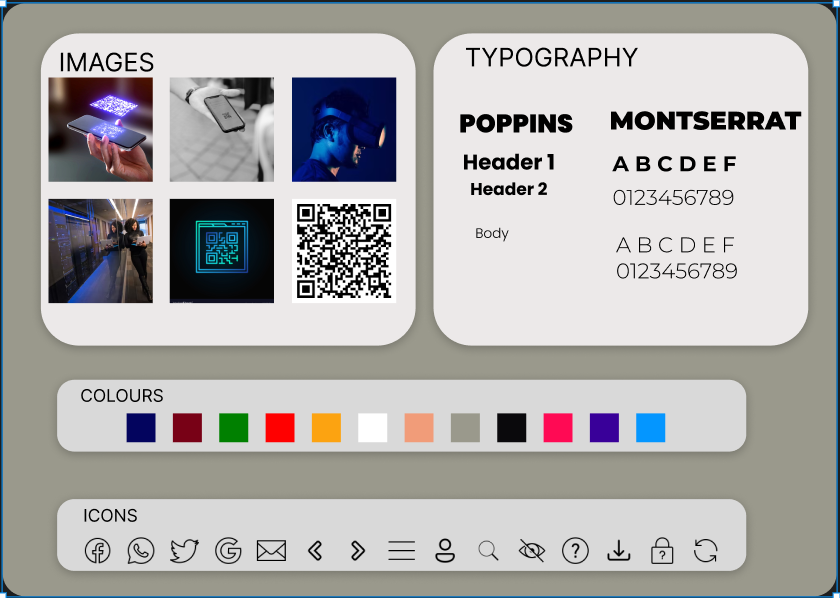 IMAGES
TYPOGRAPHY
POPPINS
Header 1
Header 2
Body
MONTSERRAT
A B C D E F
0123456789
A B C D E F
0123456789
COLOURS
ICONS